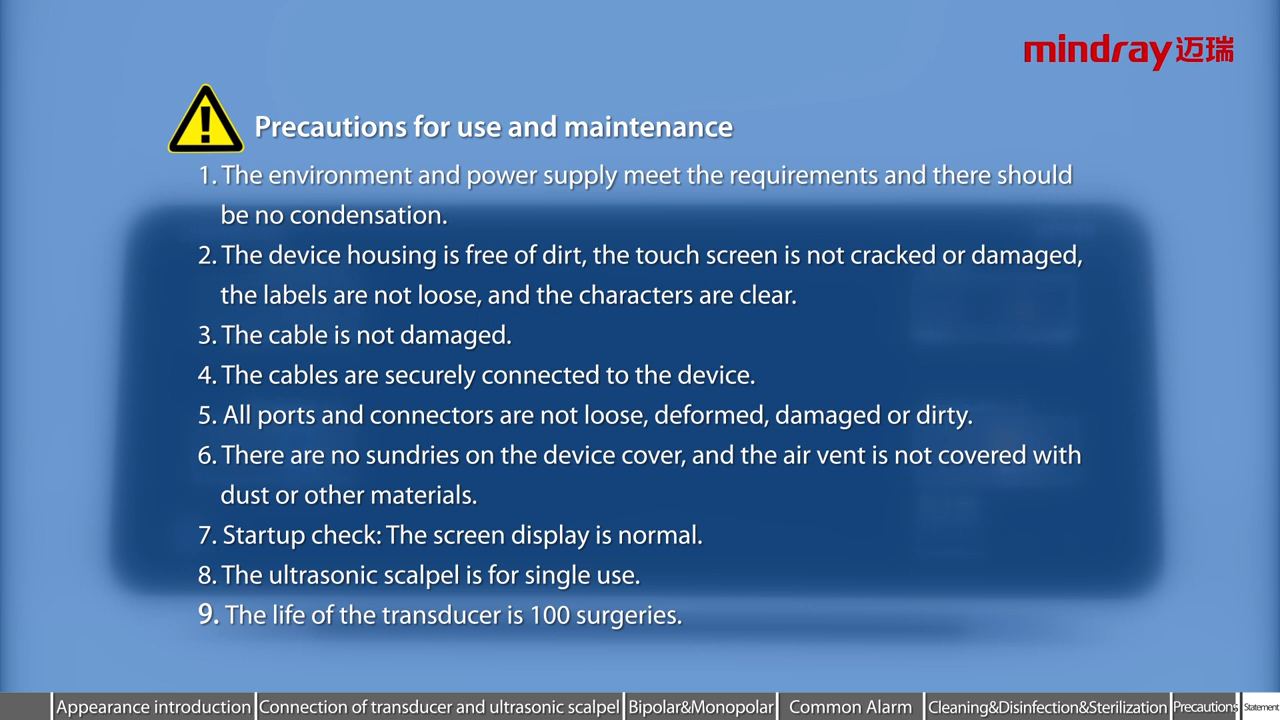 mindray迈瑞
Precautions for use and maintenance
1. The environment and power supply meet the requirements and there should
be no condensation.
2. The device housing is free of dirt, the touch screen is not cracked or damaged,
the labels are not loose, and the characters are clear.
3. The cable is not damaged.
4. The cables are securely connected to the device.
5. All ports and connectors are not loose, deformed, damaged or dirty.
6. There are no sundries on the device cover, and the air vent is not covered with
dust or other materials.
7. Startup check: The screen display is normal.
8. The ultrasonic scalpel is for single use.
9. The life of the transducer is 100 surgeries.
Appearance introduction Connection of transducer and ultrasonic scalpel Bipolar&Monopolar Common Alarm Cleaning&Disinfection&Sterilization Precautions Statement